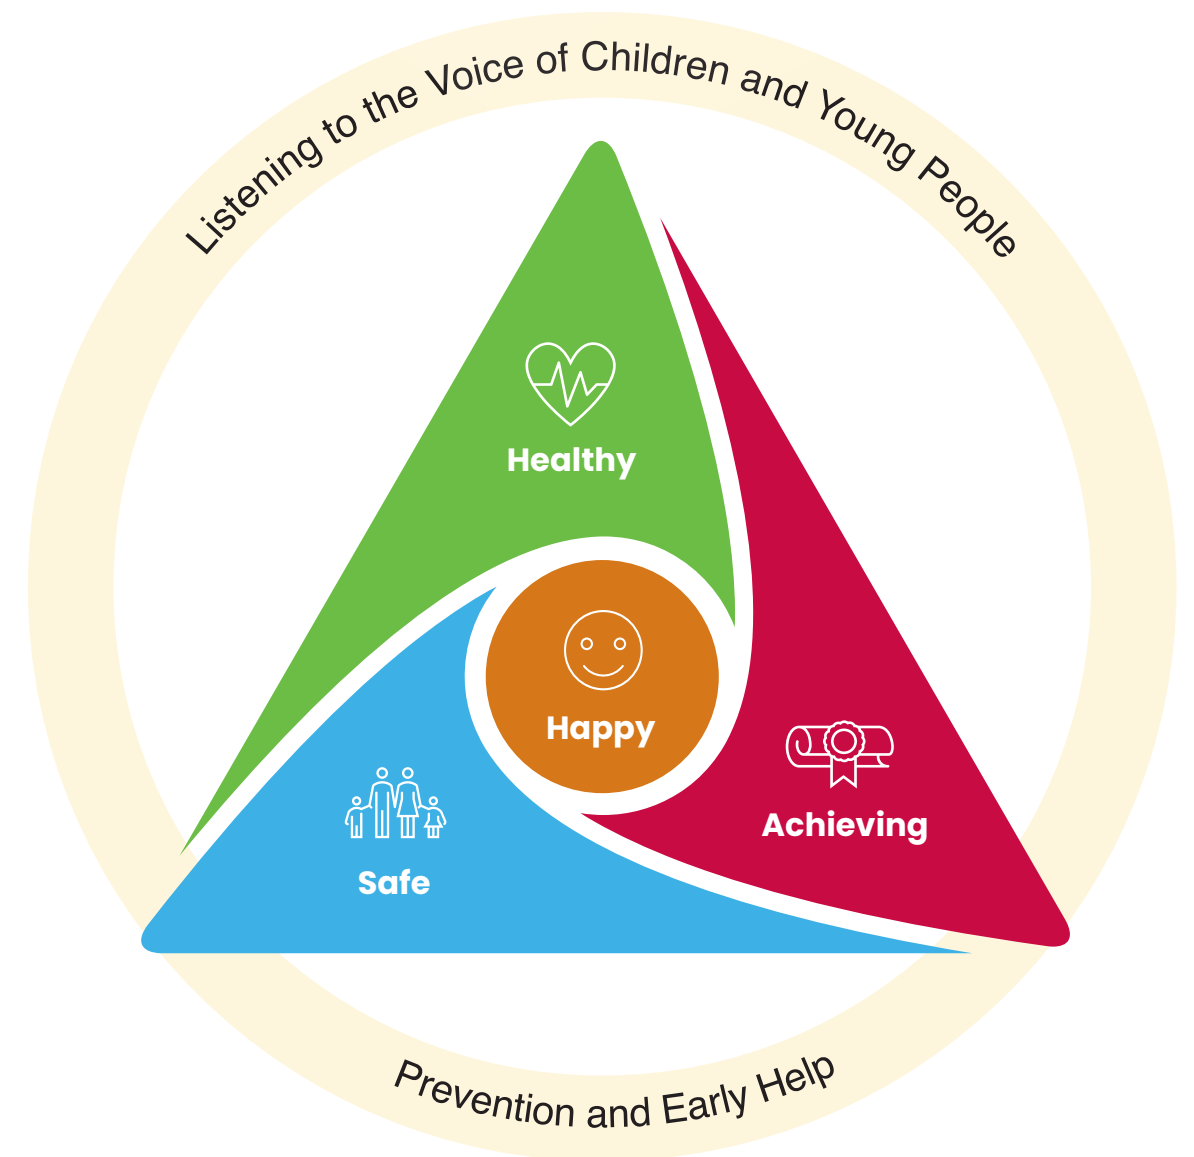 Listening to the Voice of Children and Young People
Healthy
Happy
Achieving
Safe
Prevention and Early Help